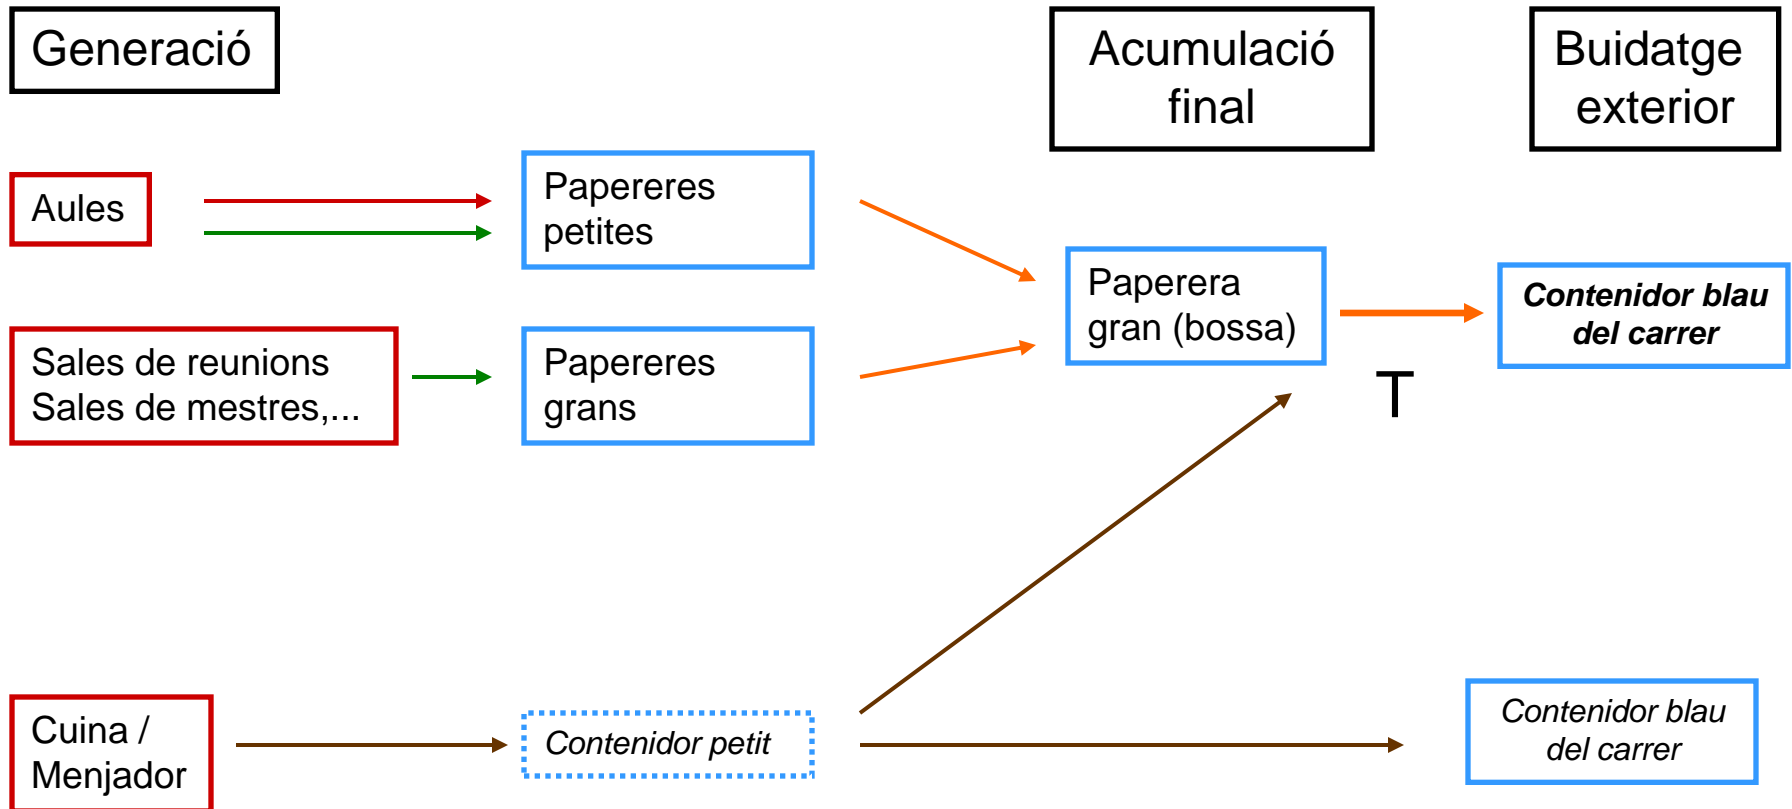 Generació
Acumulació
final
Buidatge
exterior
Aules
Papereres
petites
Paperera
gran (bossa)
Contenidor blau
del carrer
Sales de reunions
Sales de mestres,...
Papereres
grans
T
Cuina /
Menjador
Contenidor petit
Contenidor blau
del carrer